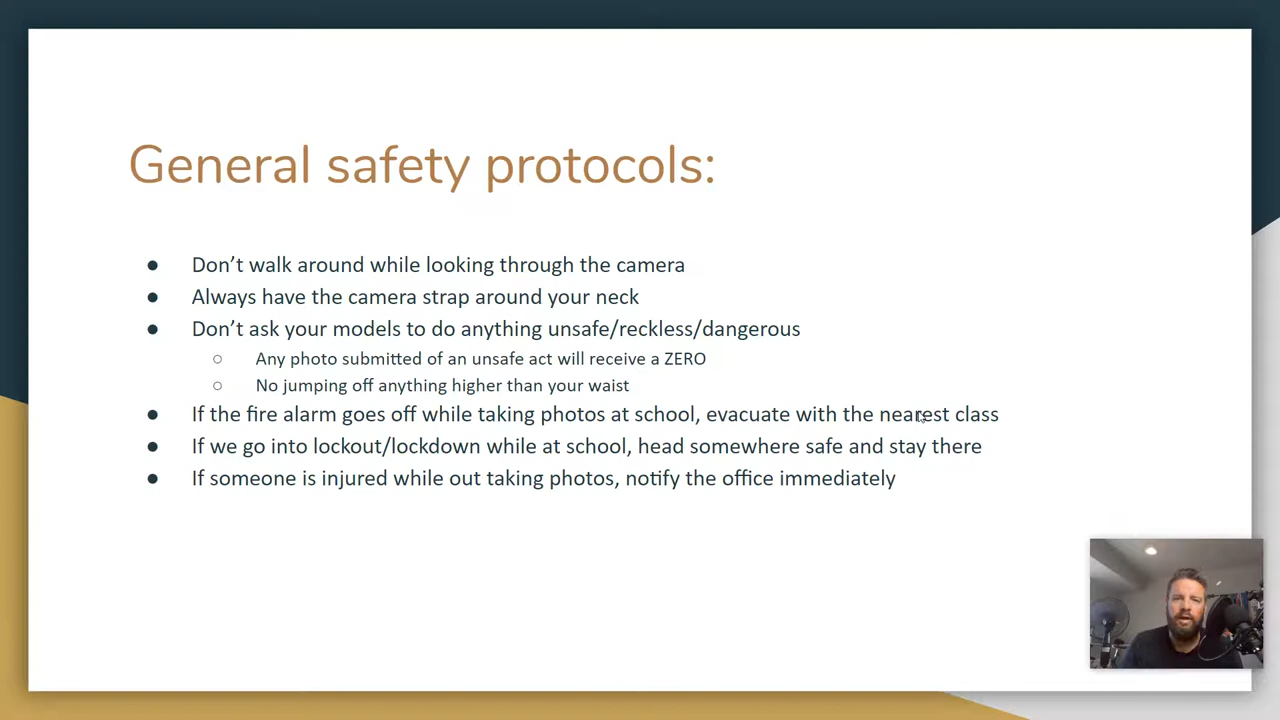 General safety protocols:
● Don’t walk around while looking through the camera
● Always have the camera strap around your neck
● Don’t ask your models to do anything unsafe/reckless/dangerous
○ Any photo submitted of an unsafe act will receive a ZERO
○ No jumping off anything higher than your waist
● If the fire alarm goes off while taking photos at school, evacuate with the nearest class
● If we go into lockout/lockdown while at school, head somewhere safe and stay there
● If someone is injured while out taking photos, notify the office immediately